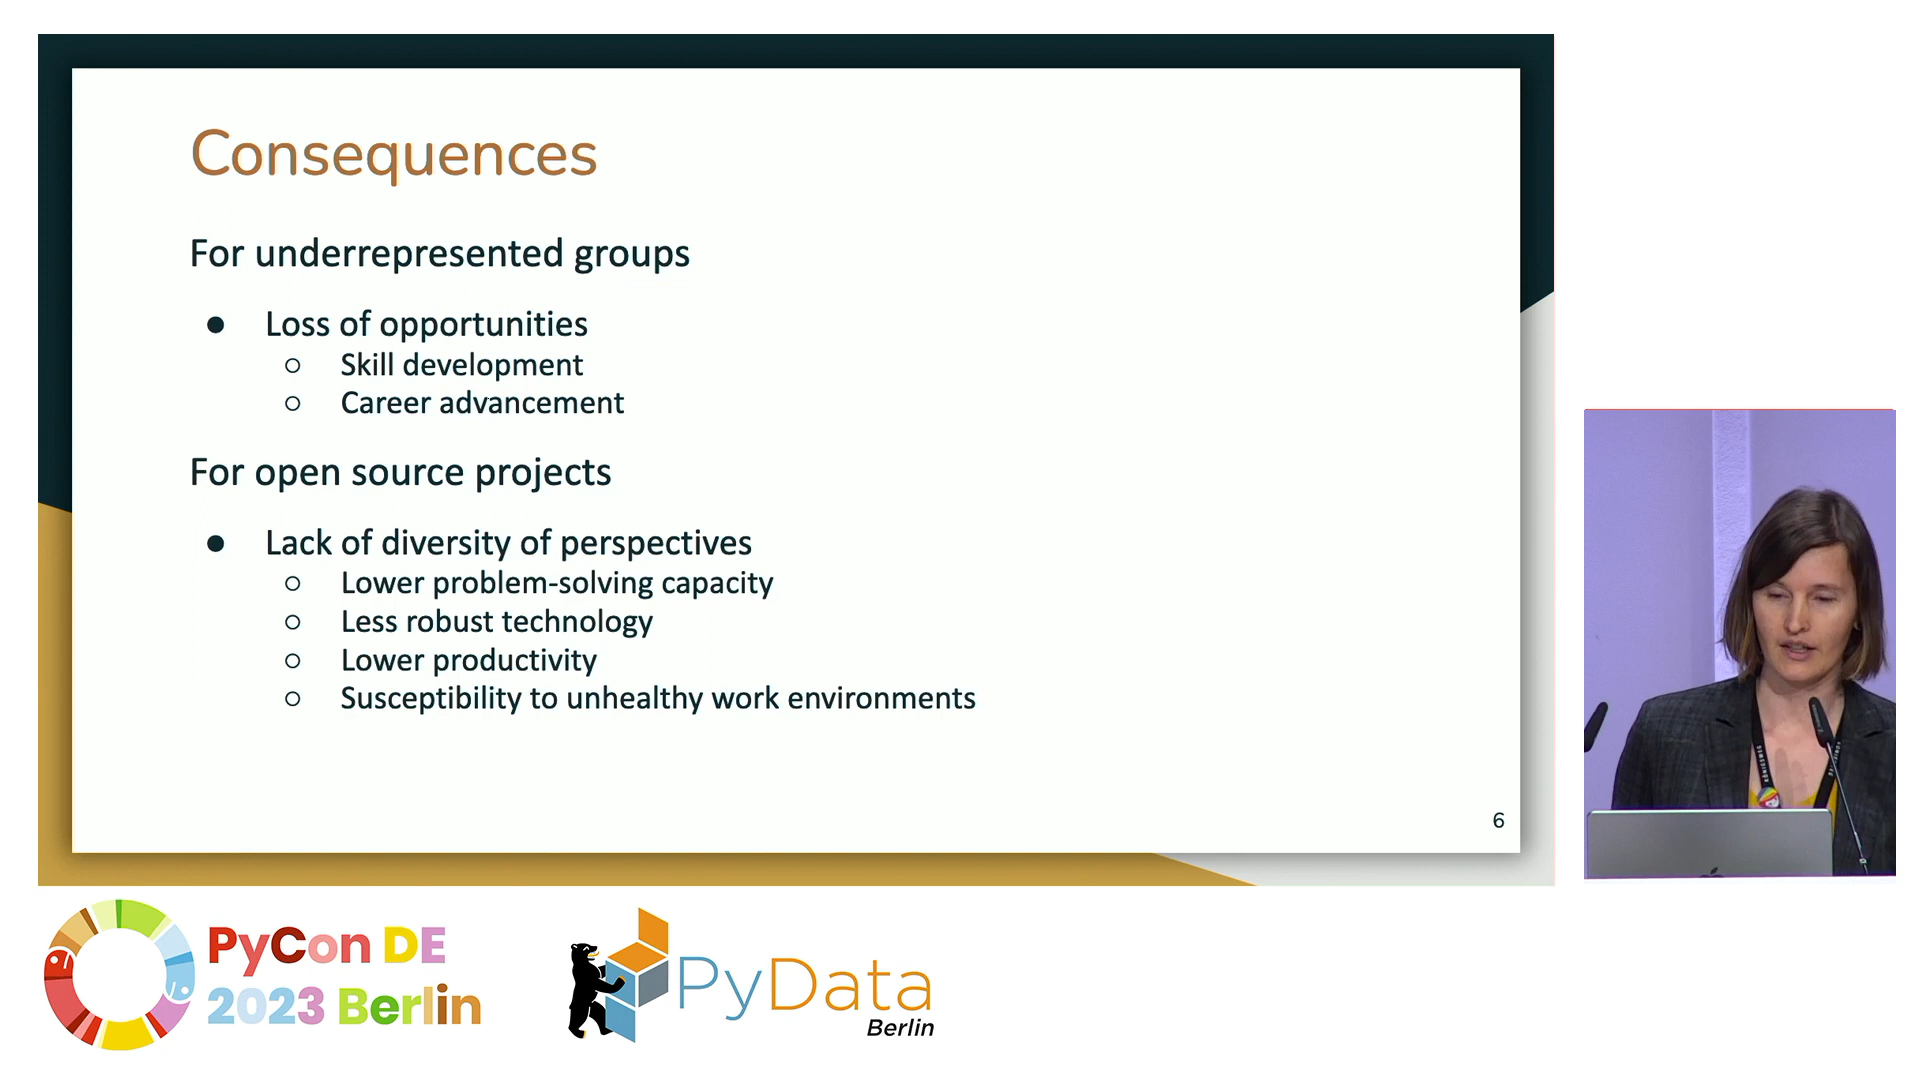 Consequences
For underrepresented groups
● Loss of opportunities
○ Skill development
○ Career advancement
For open source projects
● Lack of diversity of perspectives
○ Lower problem-solving capacity
○ Less robust technology
○ Lower productivity
○ Susceptibility to unhealthy work environments
6
PyCon DE
2023 Berlin
PyData
Berlin